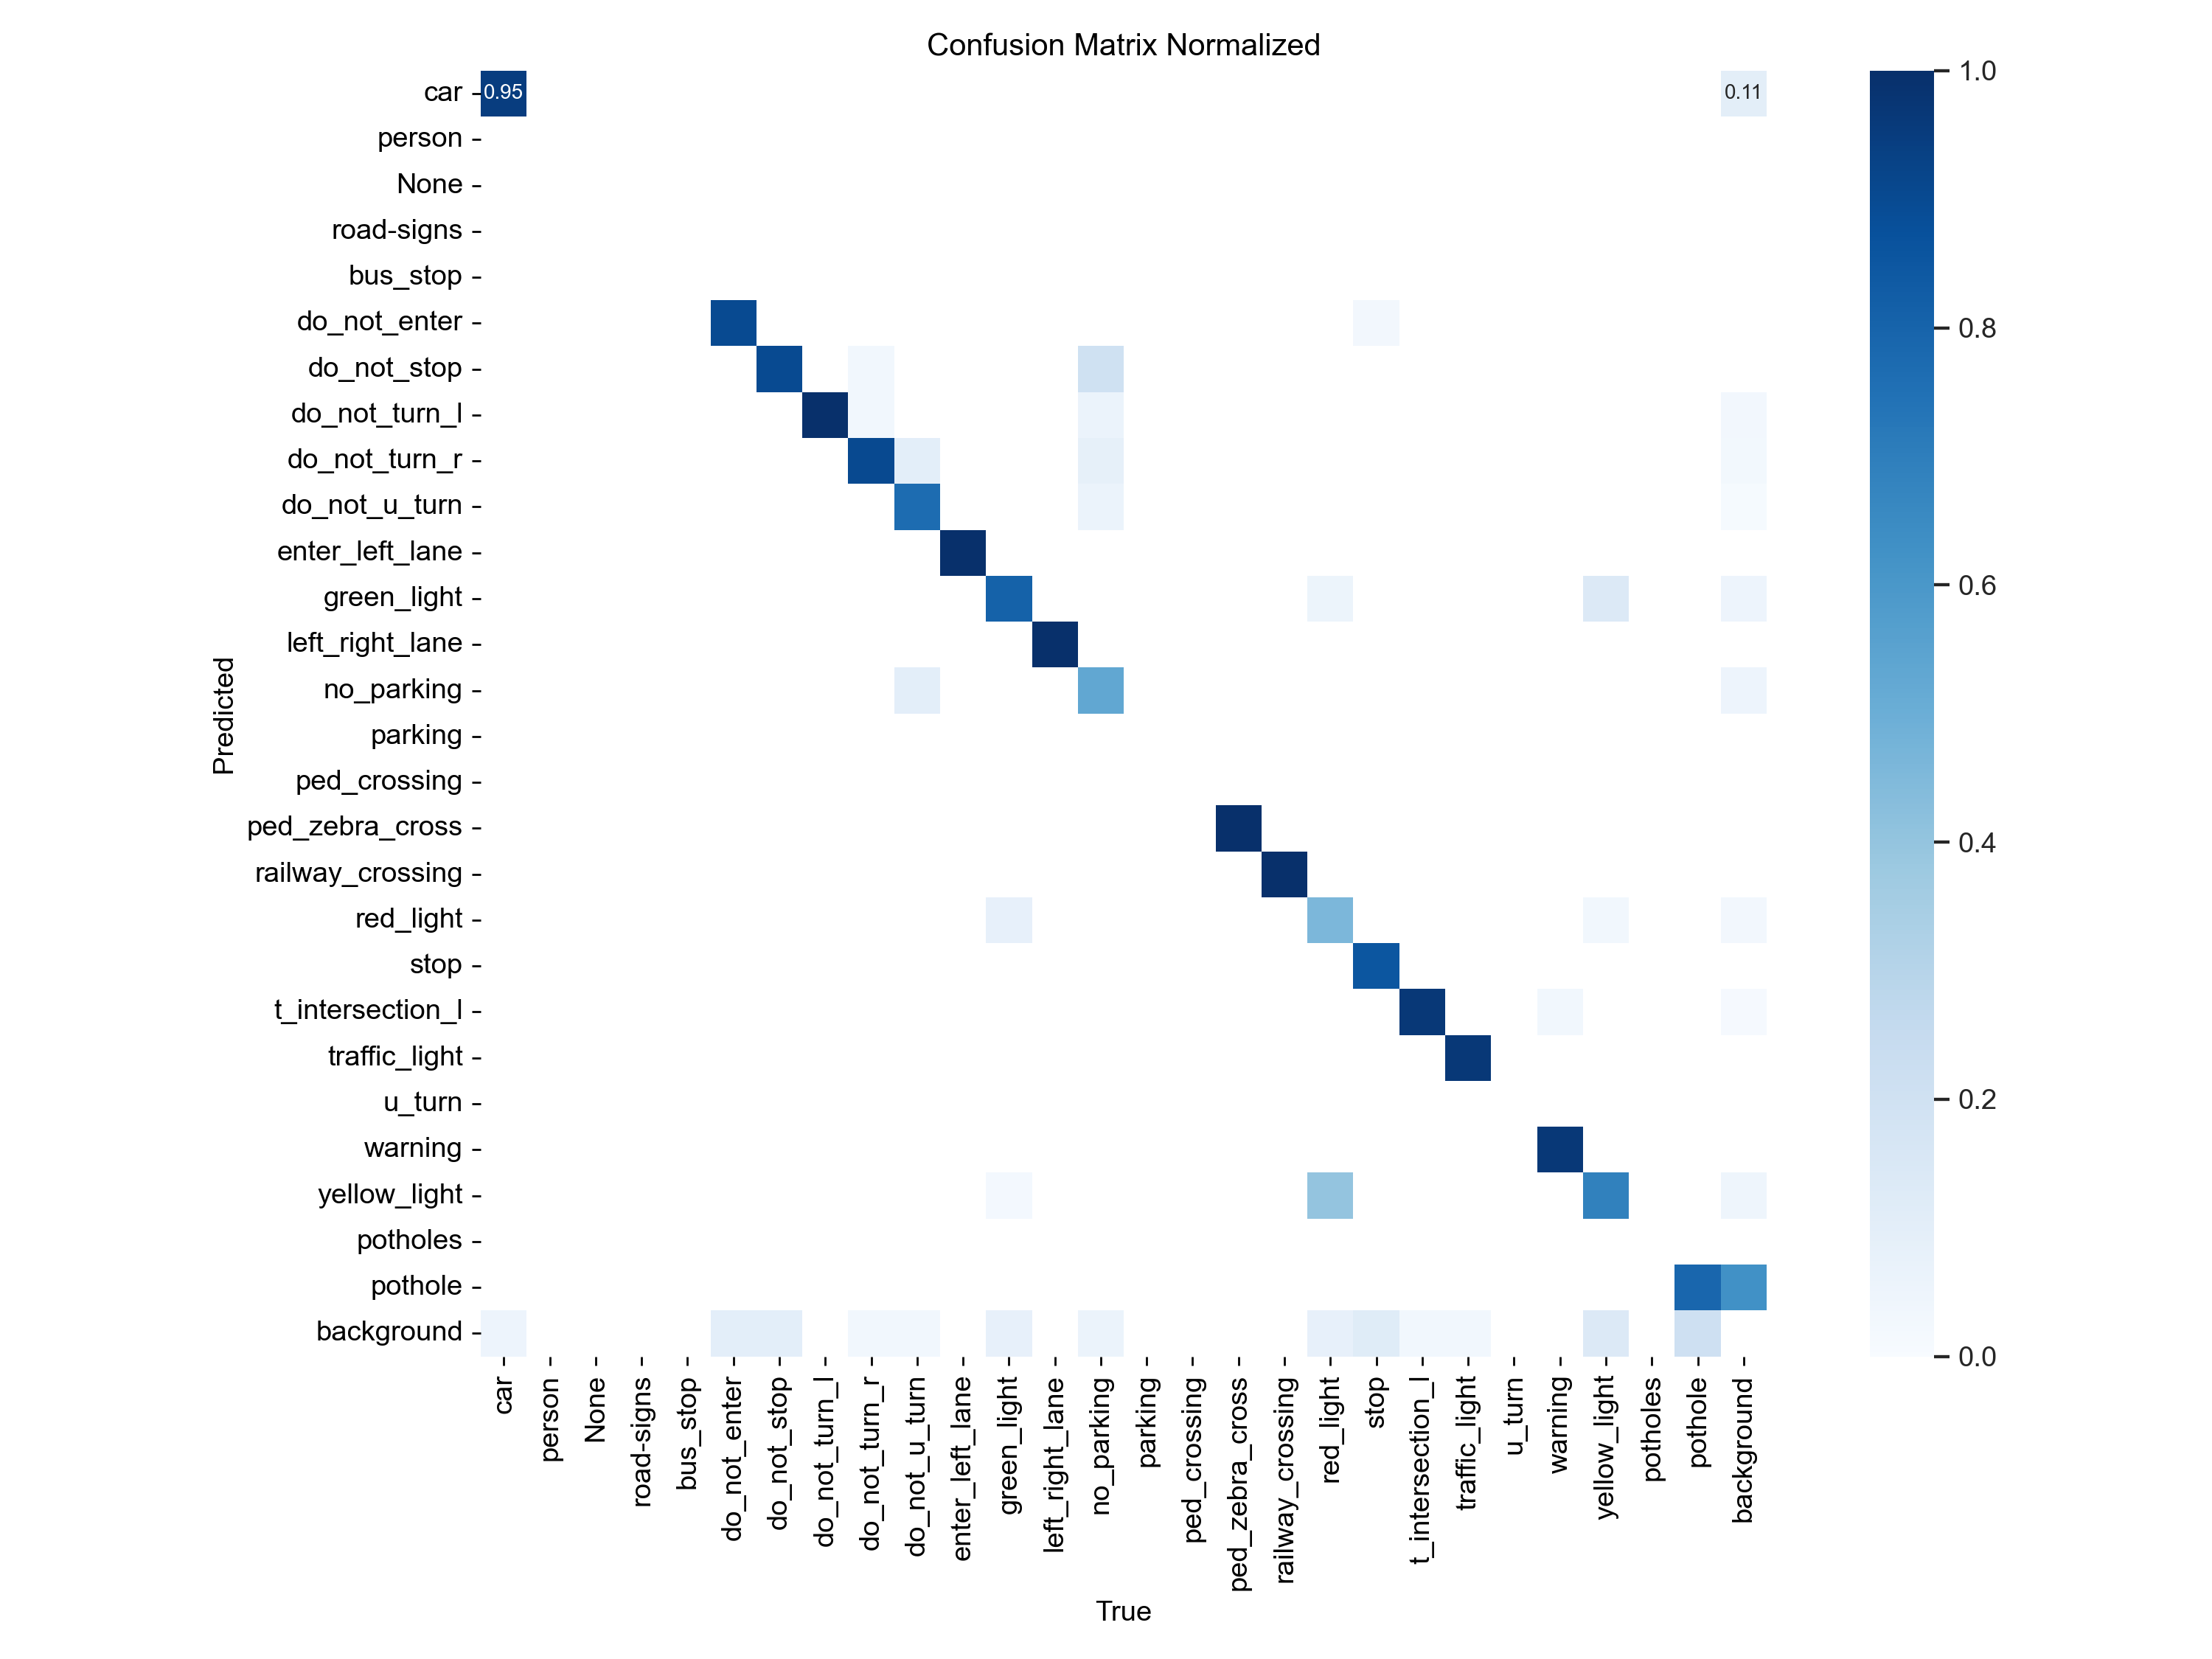 Confusion Matrix Normalized
car
0.95
0.11
person
None
road-signs
bus_stop
do_not_enter
do_not_stop
do_not_turn_l
do_not_turn_r
do_not_u_turn
enter_left_lane
green_light
left_right_lane
no_parking
parking
ped_crossing
ped_zebra_cross
railway_crossing
red_light
stop
t_intersection_l
traffic_light
u_turn
warning
yellow_light
potholes
pothole
background
Predicted
car
person
None
road-signs
bus_stop
do_not_enter
do_not_stop
do_not_turn_l
do_not_turn_r
do_not_u_turn
enter_left_lane
green_light
left_right_lane
no_parking
parking
ped_crossing
ped_zebra_cross
railway_crossing
red_light
stop
t_intersection_l
traffic_light
u_turn
warning
yellow_light
potholes
pothole
background
True
1.0
0.8
0.6
0.4
0.2
0.0